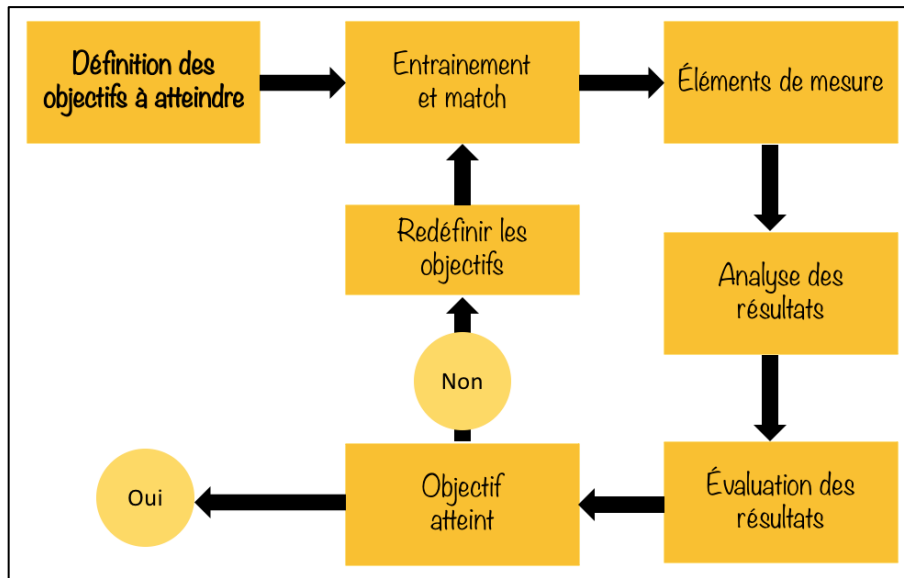 Définition des
objectifs à atteindre
Entrainement
et match
Éléments de mesure
Redéfinir les
objectifs
Analyse des
résultats
Non
Oui
Objectif
atteint
Évaluation des
résultats